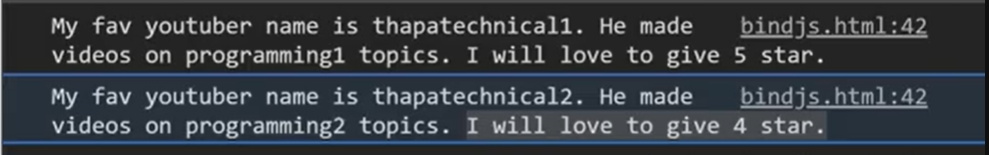 My fav youtuber name is thapatechnical1. He made bindjs.html:42
videos on programming1 topics. I will love to give 5 star.
My fav youtuber name is thapatechnical2. He made bindjs.html:42
videos on programming2 topics. I will love to give 4 star.